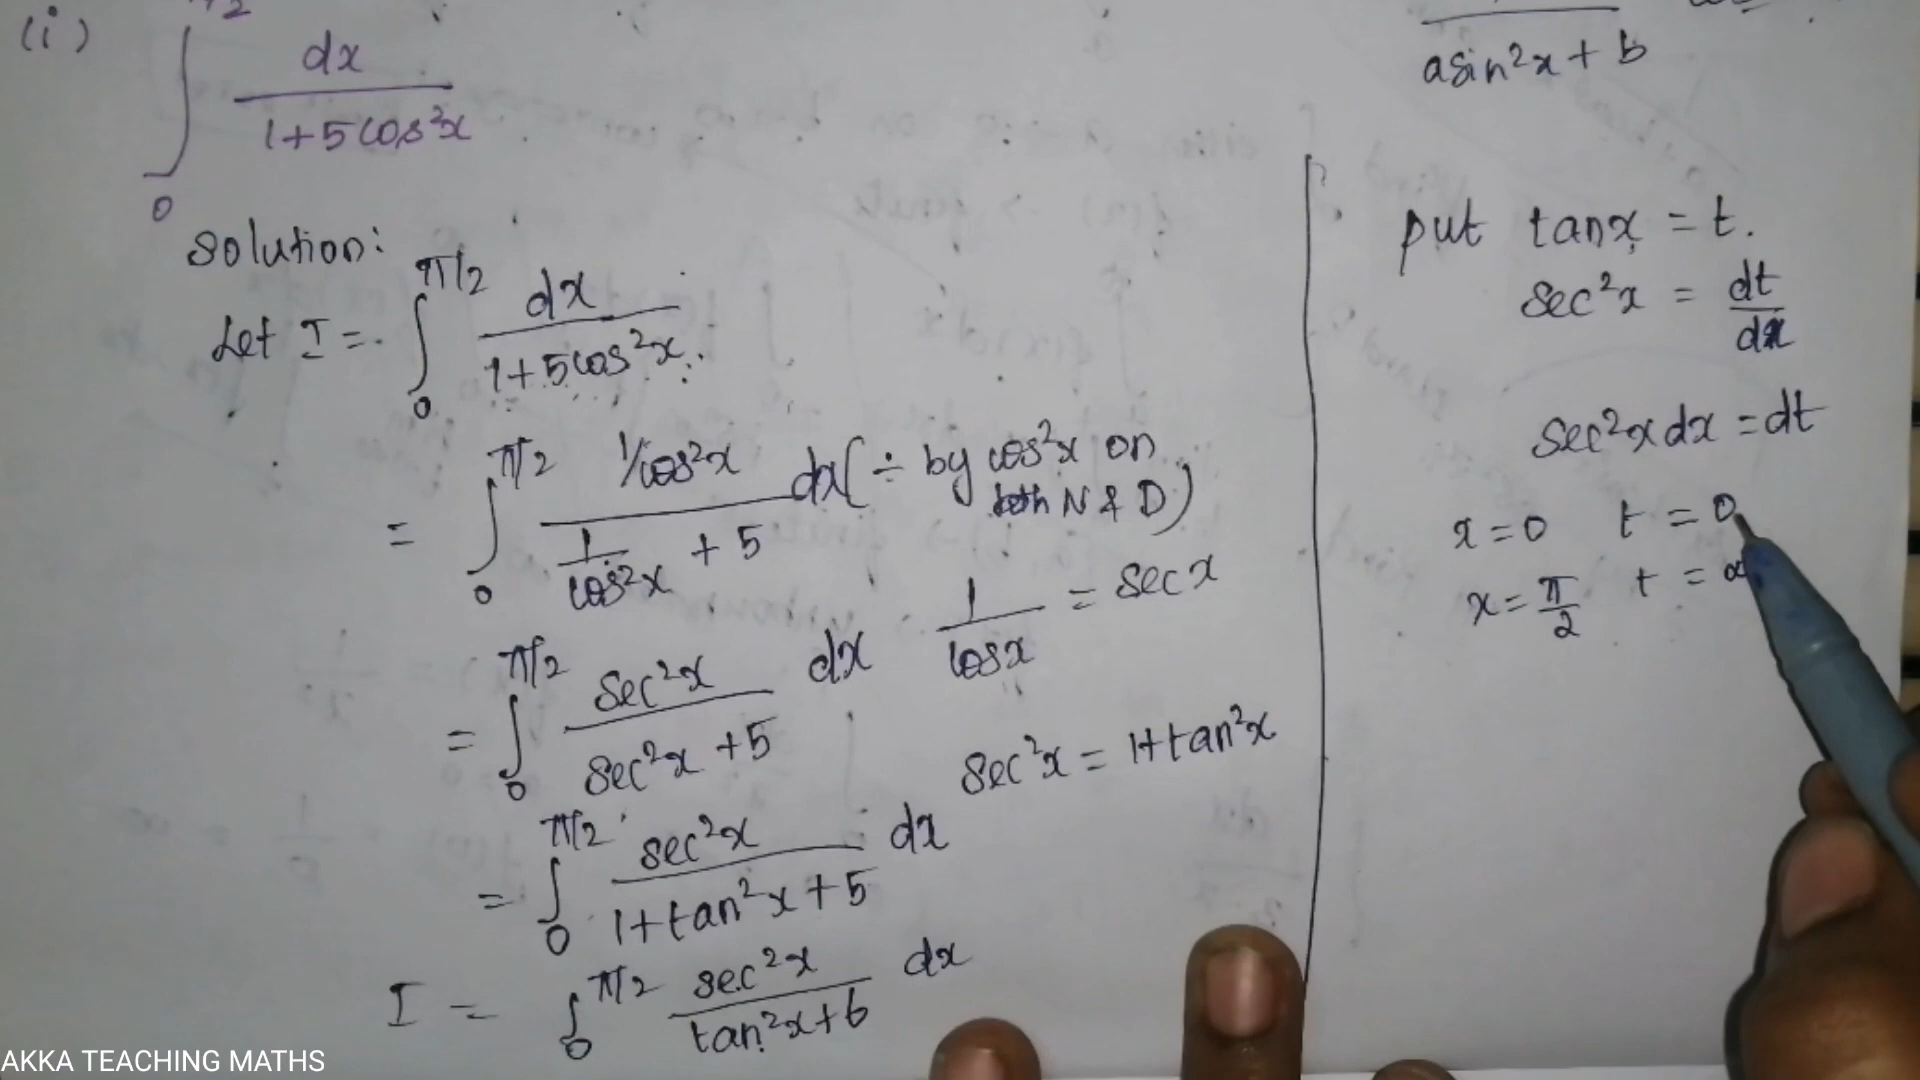 (i) ∫₀^π/2 dx / 1+5cos²x
asin²x + b
Solution:
Let I = ∫₀^π/2 dx / 1+5cos²x.
= ∫₀^π/2 1/cos²x / 1/cos²x + 5 dx (÷ by cos²x on both N & D)
1/cosx = secx
= ∫₀^π/2 sec²x / sec²x +5 dx
sec²x = 1+tan²x
= ∫₀^π/2 sec²x / 1+tan²x+5 dx
I = ∫₀^π/2 sec²x / tan²x+6 dx
put tanx = t.
sec²x = dt/dx
sec²x dx = dt
x = 0 t = 0
x = π/2 t =
AKKA TEACHING MATHS